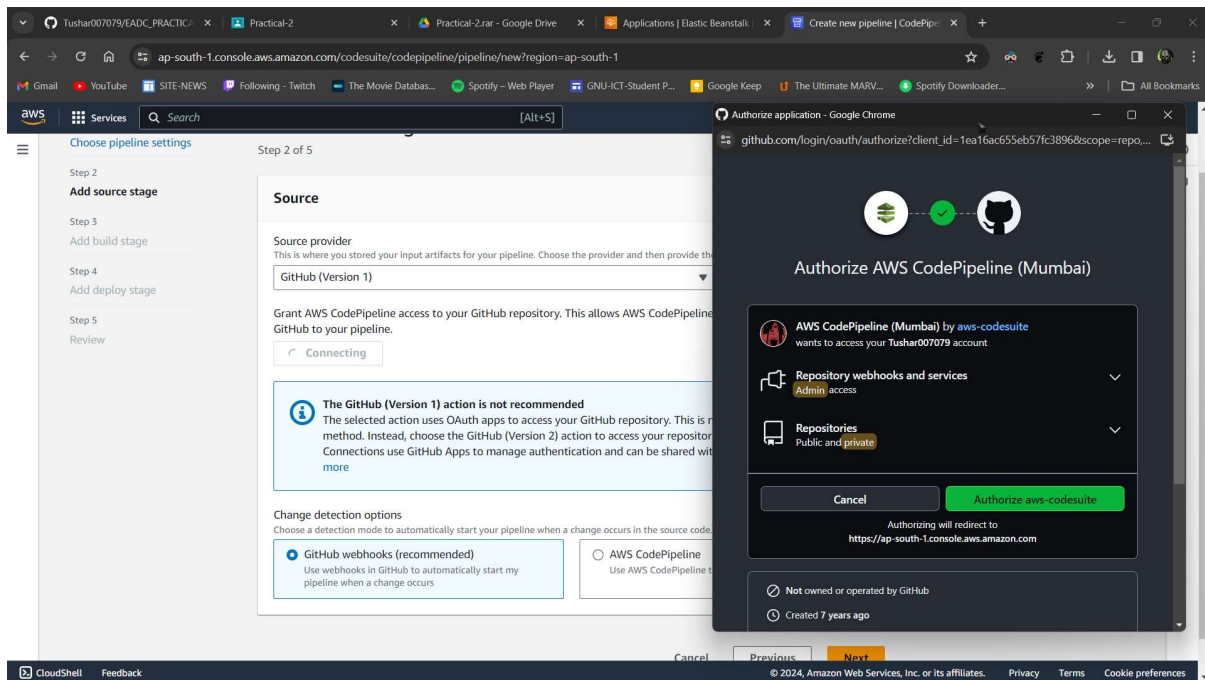 Tushar007079/EADC_PRACTICA
Practical-2
Practical-2.rar - Google Drive
Applications | Elastic Beanstalk
Create new pipeline | CodePipe
ap-south-1.console.aws.amazon.com/codesuite/codepipeline/pipeline/new?region=ap-south-1
Gmail
YouTube
SITE-NEWS
Following - Twitch
The Movie Databas...
Spotify – Web Player
GNU-ICT-Student P...
Google Keep
The Ultimate MARV...
Spotify Downloader...
All Bookmarks
aws
Services
Search
[Alt+S]
Choose pipeline settings
Step 2
Add source stage
Step 3
Add build stage
Step 4
Add deploy stage
Step 5
Review
Step 2 of 5
Source
Source provider
This is where you stored your input artifacts for your pipeline. Choose the provider and then provide the
GitHub (Version 1)
Grant AWS CodePipeline access to your GitHub repository. This allows AWS CodePipeline
GitHub to your pipeline.
Connecting
The GitHub (Version 1) action is not recommended
The selected action uses OAuth apps to access your GitHub repository. This is
method. Instead, choose the GitHub (Version 2) action to access your
Connections use GitHub Apps to manage authentication and can be shared
more
Change detection options
Choose a detection mode to automatically start your pipeline when a change occurs in the source code.
GitHub webhooks (recommended)
Use webhooks in GitHub to automatically start my
pipeline when a change occurs
AWS CodePipeline
Use AWS CodePipeline
Cancel
Previous
Next
Authorize application - Google Chrome
github.com/login/oauth/authorize?client_id=1ea16ac655eb57fc3896&scope=repo,...
Authorize AWS CodePipeline (Mumbai)
AWS CodePipeline (Mumbai) by aws-codesuite
wants to access your Tushar007079 account
Repository webhooks and services
Admin access
Repositories
Public and private
Cancel
Authorize aws-codesuite
Authorizing will redirect to
https://ap-south-1.console.aws.amazon.com
Not owned or operated by GitHub
Created 7 years ago
CloudShell
Feedback
© 2024, Amazon Web Services, Inc. or its affiliates.
Privacy
Terms
Cookie preferences